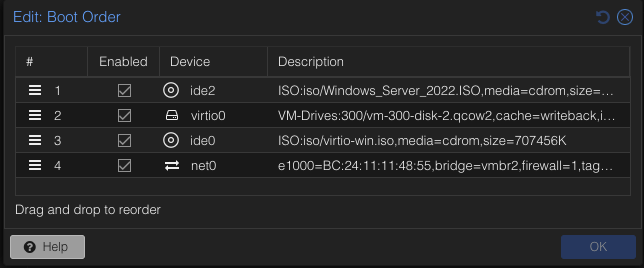 Edit: Boot Order
# Enabled Device Description
1 ide2 ISO:iso/Windows_Server_2022.ISO,media=cdrom,size=…
2 virtio0 VM-Drives:300/vm-300-disk-2.qcow2,cache=writeback,i…
3 ide0 ISO:iso/virtio-win.iso,media=cdrom,size=707456K
4 net0 e1000=BC:24:11:11:48:55,bridge=vmbr2,firewall=1,tag…
Drag and drop to reorder
? Help OK